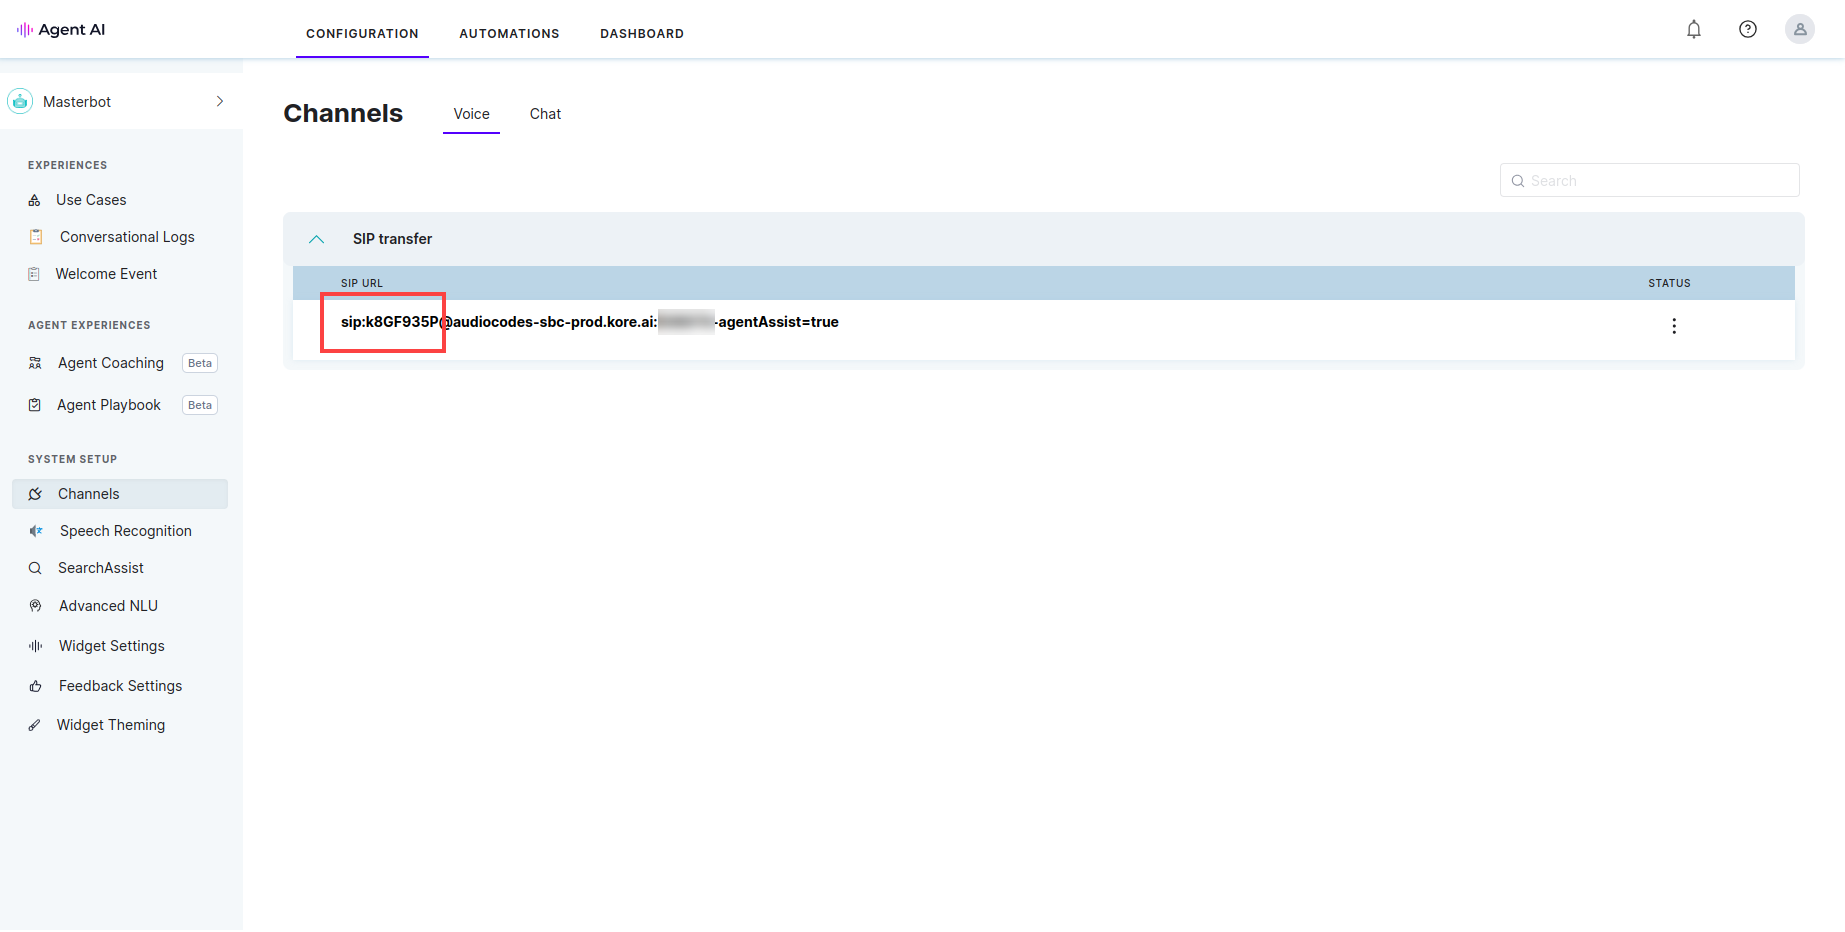 Agent AI
CONFIGURATION AUTOMATIONS DASHBOARD
Masterbot
EXPERIENCES
Use Cases
Conversational Logs
Welcome Event
AGENT EXPERIENCES
Agent Coaching Beta
Agent Playbook Beta
SYSTEM SETUP
Channels
Speech Recognition
SearchAssist
Advanced NLU
Widget Settings
Feedback Settings
Widget Theming
Channels Voice Chat
Search
SIP transfer
SIP URL STATUS
sip:k8GF935P@audiocodes-sbc-prod.kore.ai: -agentAssist=true